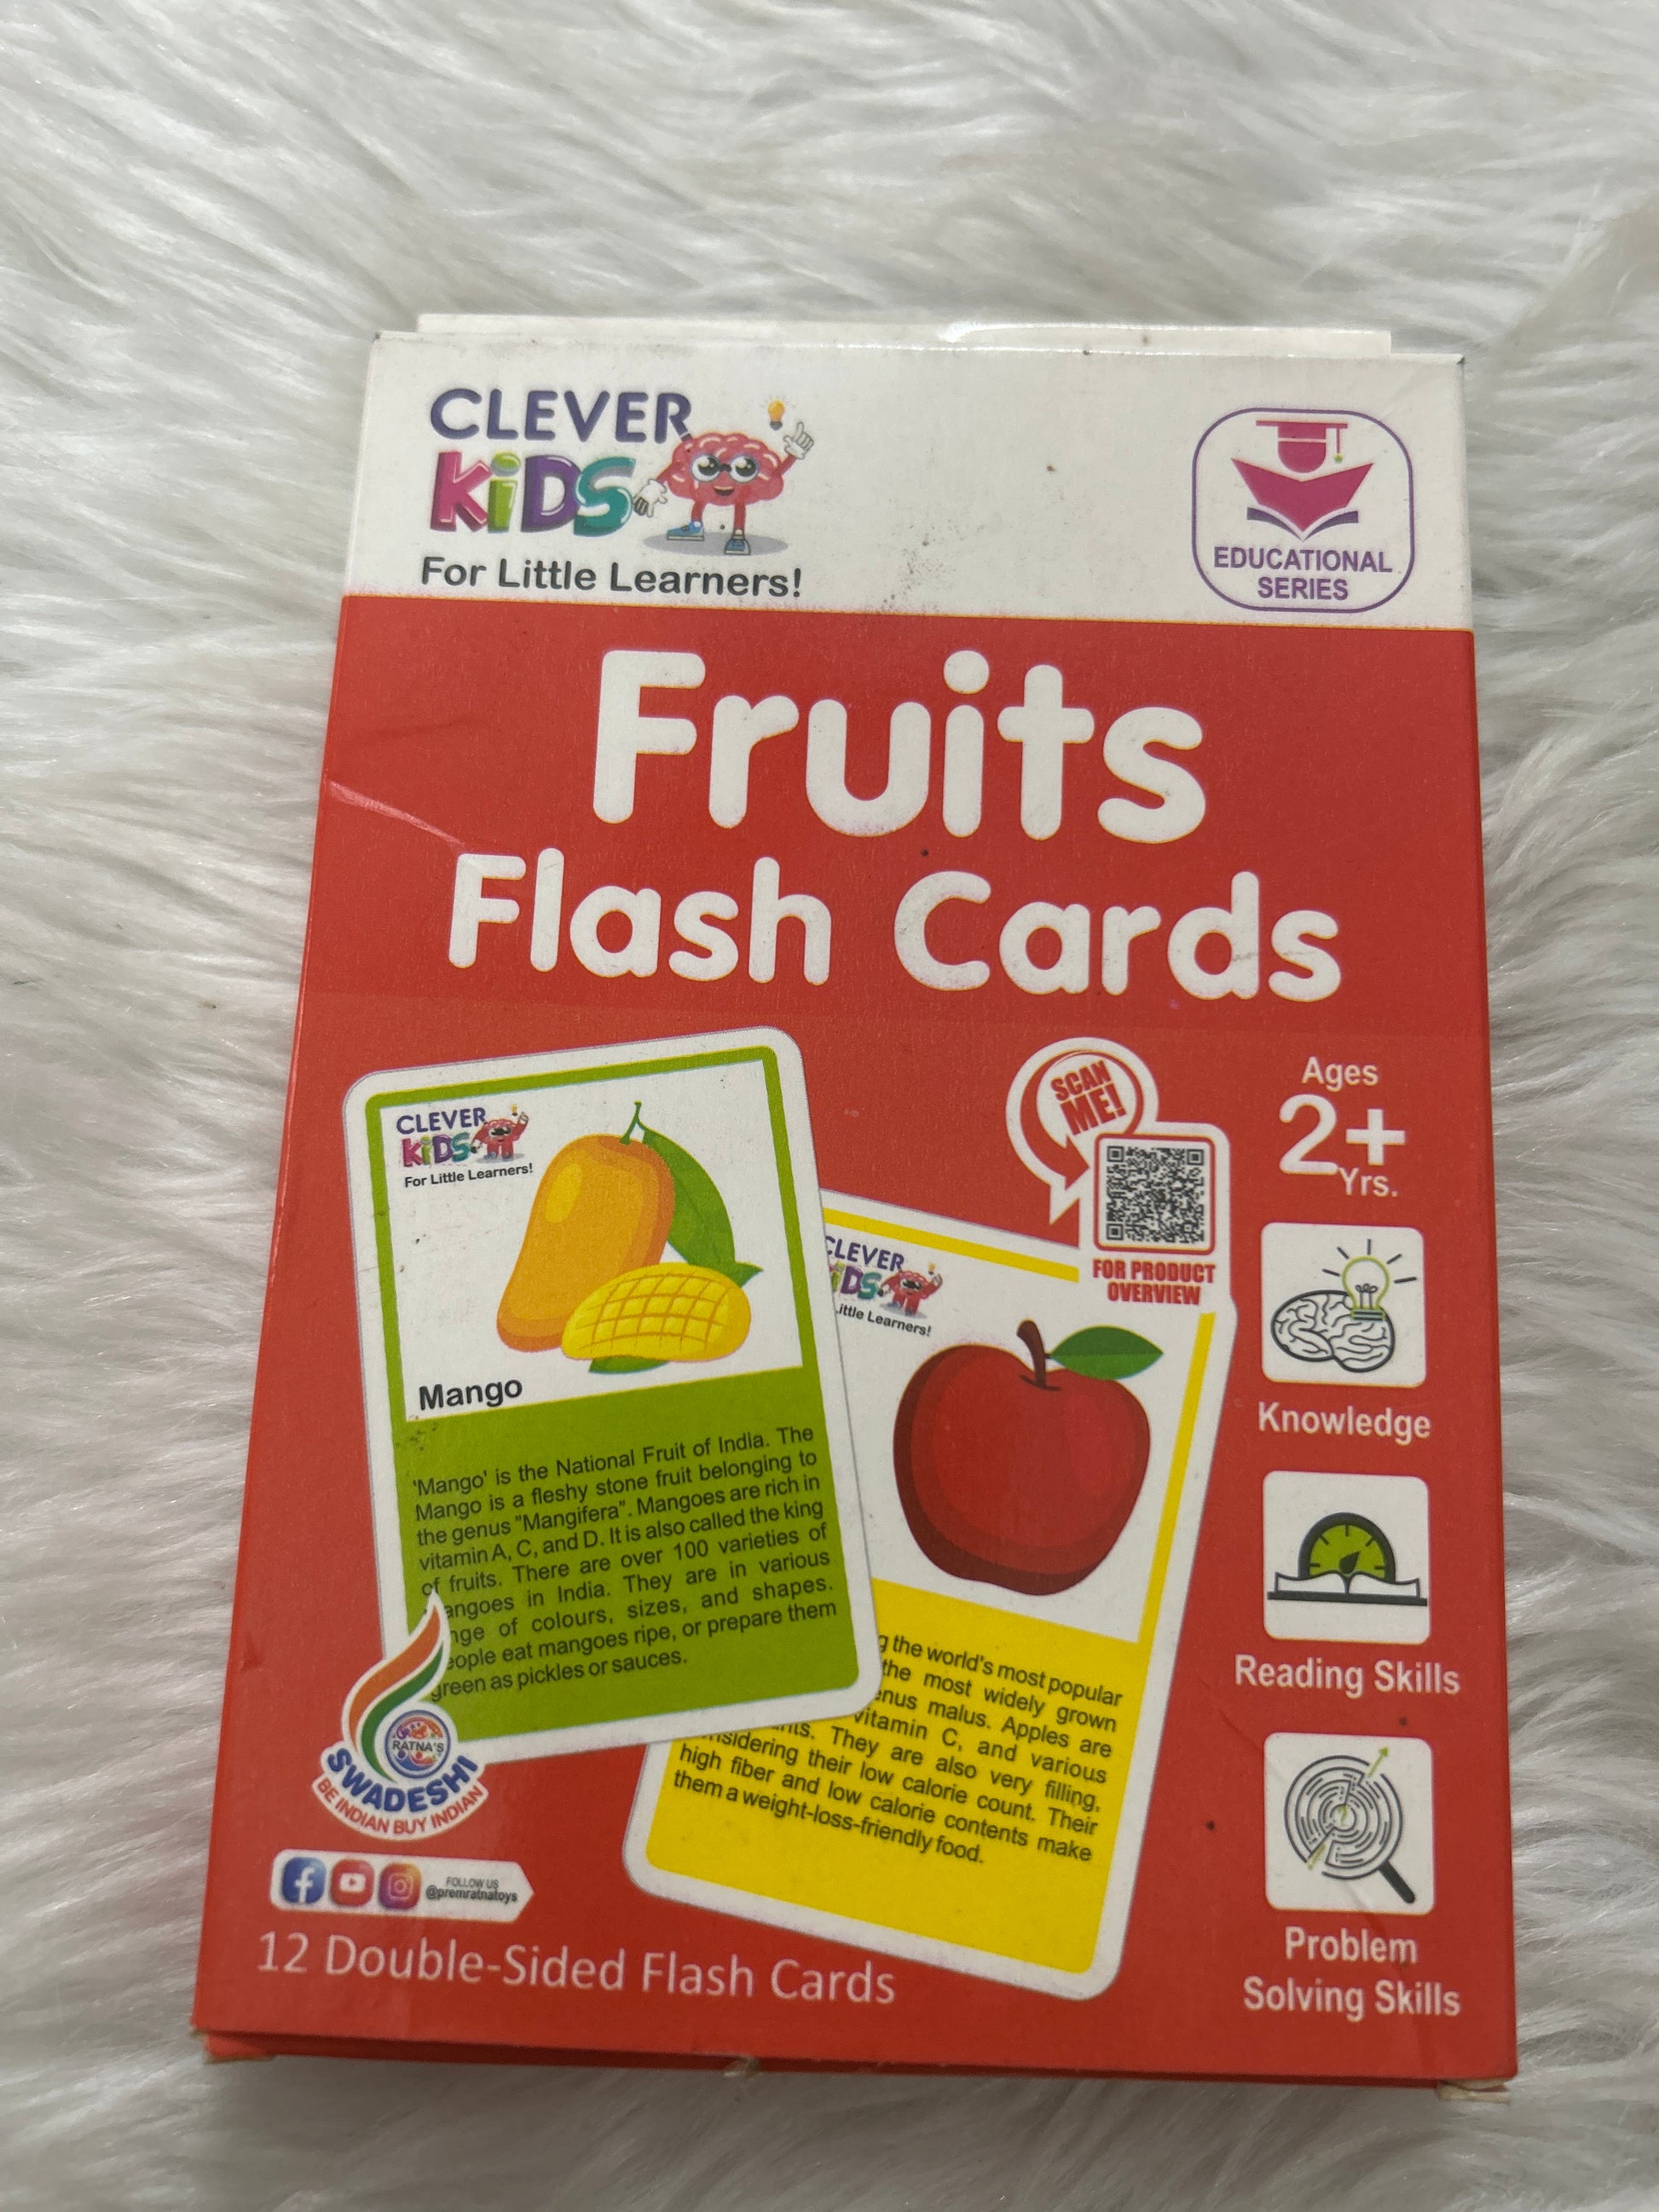 CLEVER
KiDS
For Little Learners!
EDUCATIONAL
SERIES
Fruits
Flash Cards
CLEVER
KiDS
For Little Learners!
Mango
'Mango' is the National Fruit of India. The
Mango is a fleshy stone fruit belonging to
the genus "Mangifera". Mangoes are rich in
vitamin A, C, and D. It is also called the king
of fruits. There are over 100 varieties of
angoes in India. They are in various
nge of colours, sizes, and shapes.
eople eat mangoes ripe, or prepare them
green as pickles or sauces.
SCAN
ME!
FOR PRODUCT
OVERVIEW
CLEVER
iDS
Little Learners!
g the world's most popular
the most widely grown
enus malus. Apples are
vitamin C, and various
nts. They are also very filling,
nsidering their low calorie count. Their
high fiber and low calorie contents make
them a weight-loss-friendly food.
Ages
2+
Yrs.
Knowledge
Reading Skills
Problem
Solving Skills
RATNA'S
SWADESHI
BE INDIAN BUY INDIAN
FOLLOW US
@premratnatoys
12 Double-Sided Flash Cards